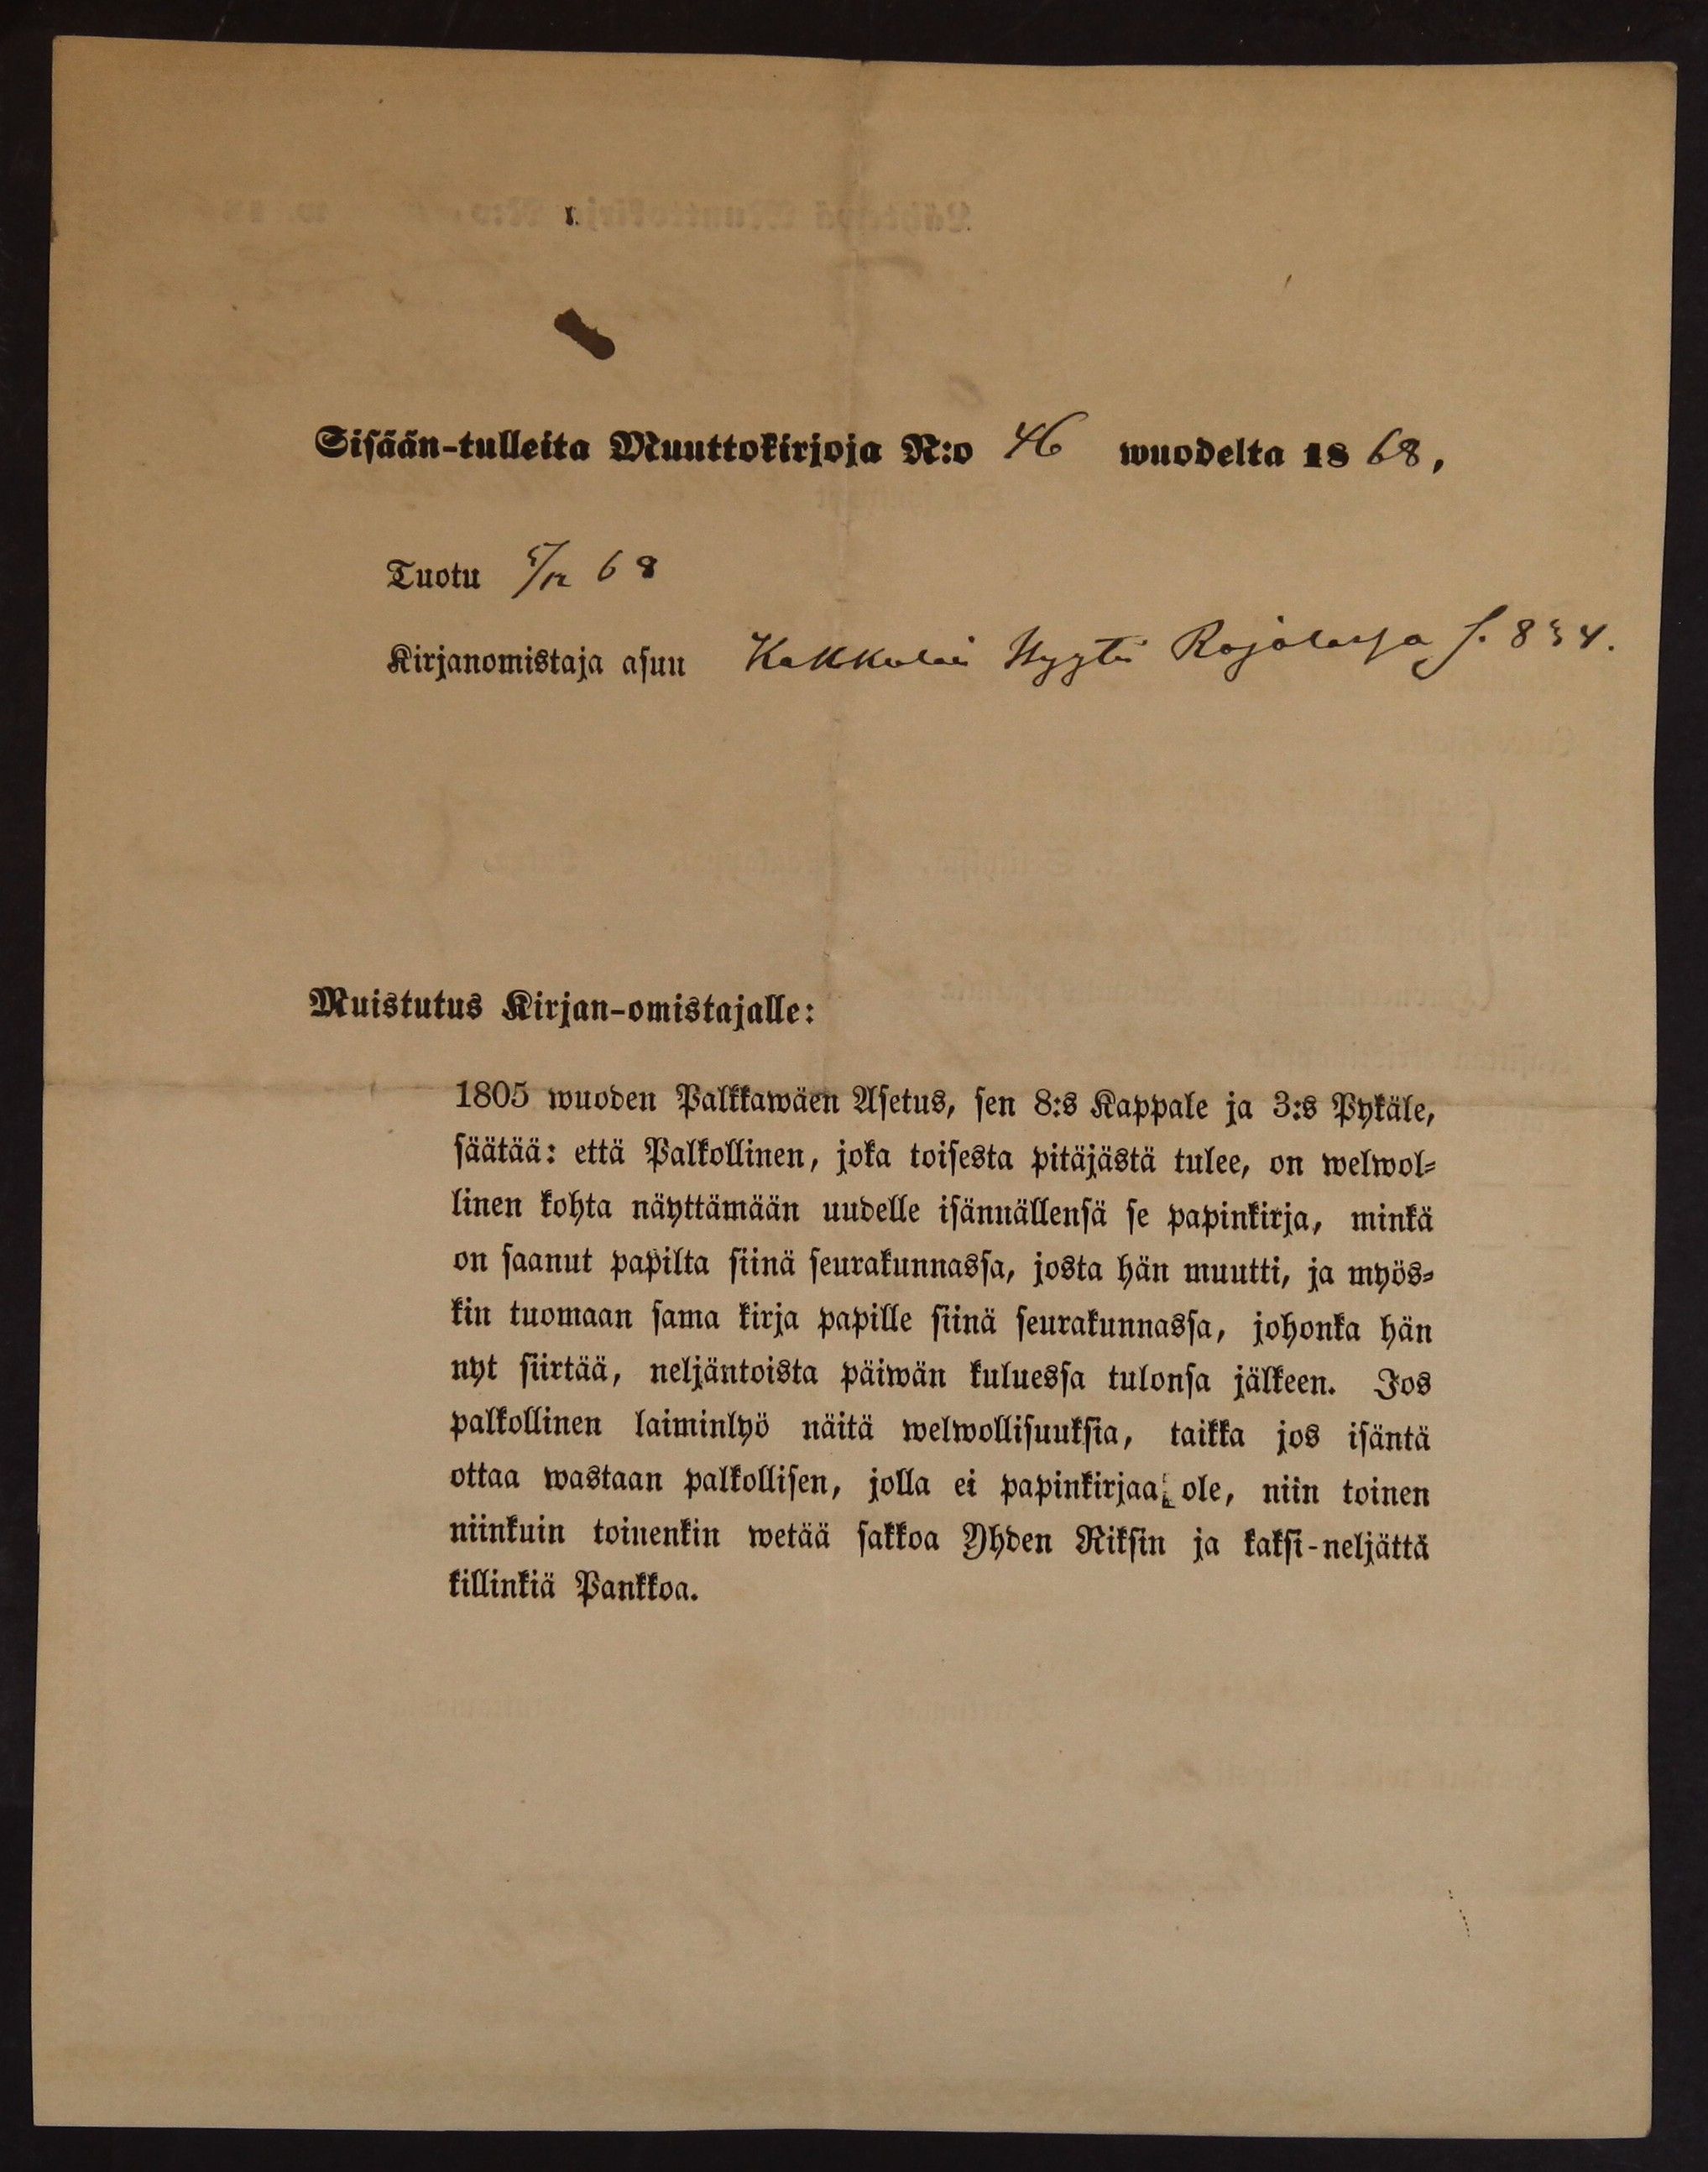 Sisään-tulleita Muuttokirjoja N:o 46 wuodelta 1868,
Tuotu 5/12 68
Kirjanomistaja asuu Kakkulai Hyyti Rajalassa s. 834.
Muistutus Kirjan-omistajalle:
1805 wuoden Palkkawäen Asetus, sen 8:s Kappale ja 3:s Pykäle,
säätää: että Palkollinen, joka toisesta pitäjästä tulee, on welwol-
linen kohta näyttämään uudelle isännällensä se papinkirja, minkä
on saanut papilta siinä seurakunnassa, josta hän muutti, ja myös-
kin tuomaan sama kirja papille siinä seurakunnassa, johonka hän
nyt siirtää, neljäntoista päiwän kuluessa tulonsa jälkeen. Jos
palkollinen laiminlyö näitä welwollisuuksia, taikka jos isäntä
ottaa wastaan palkollisen, jolla ei papinkirjaa ole, niin toinen
niinkuin toinenkin wetää sakkoa Yhden Riksin ja kaksi-neljättä
killinkiä Pankkoa.